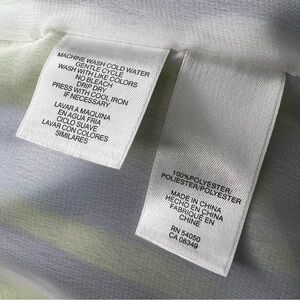 MACHINE WASH COLD WATER
GENTLE CYCLE
WASH WITH LIKE COLORS
NO BLEACH
DRIP DRY
PRESS WITH COOL IRON
IF NECESSARY
LAVAR A MAQUINA
EN AGUA FRIA
CICLO SUAVE
LAVAR CON COLORES
SIMILARES
100%POLYESTER/
POLIESTER/POLYESTER
MADE IN CHINA
HECHO EN CHINA
FABRIQUÉ EN
CHINE
RN 54050
CA 08349